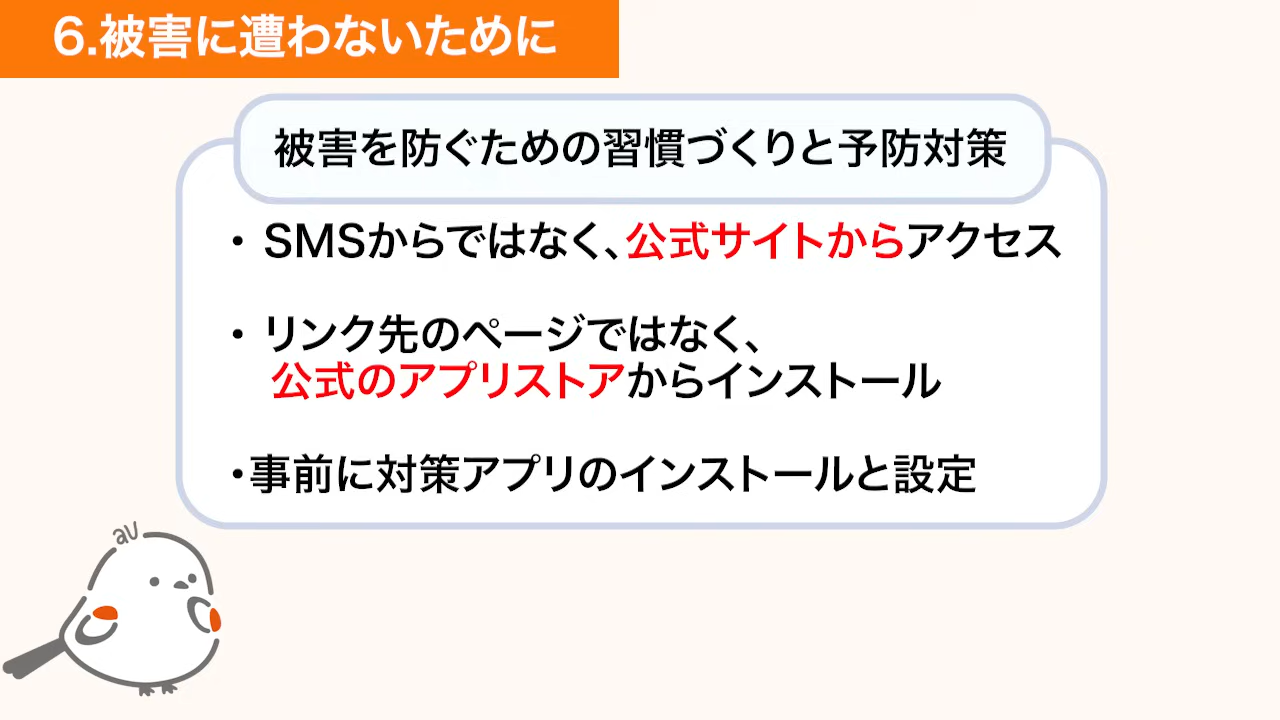 6.被害に遭わないために
被害を防ぐための習慣づくりと予防対策
・SMSからではなく、公式サイトからアクセス
・リンク先のページではなく、
公式のアプリストアからインストール
・事前に対策アプリのインストールと設定
au